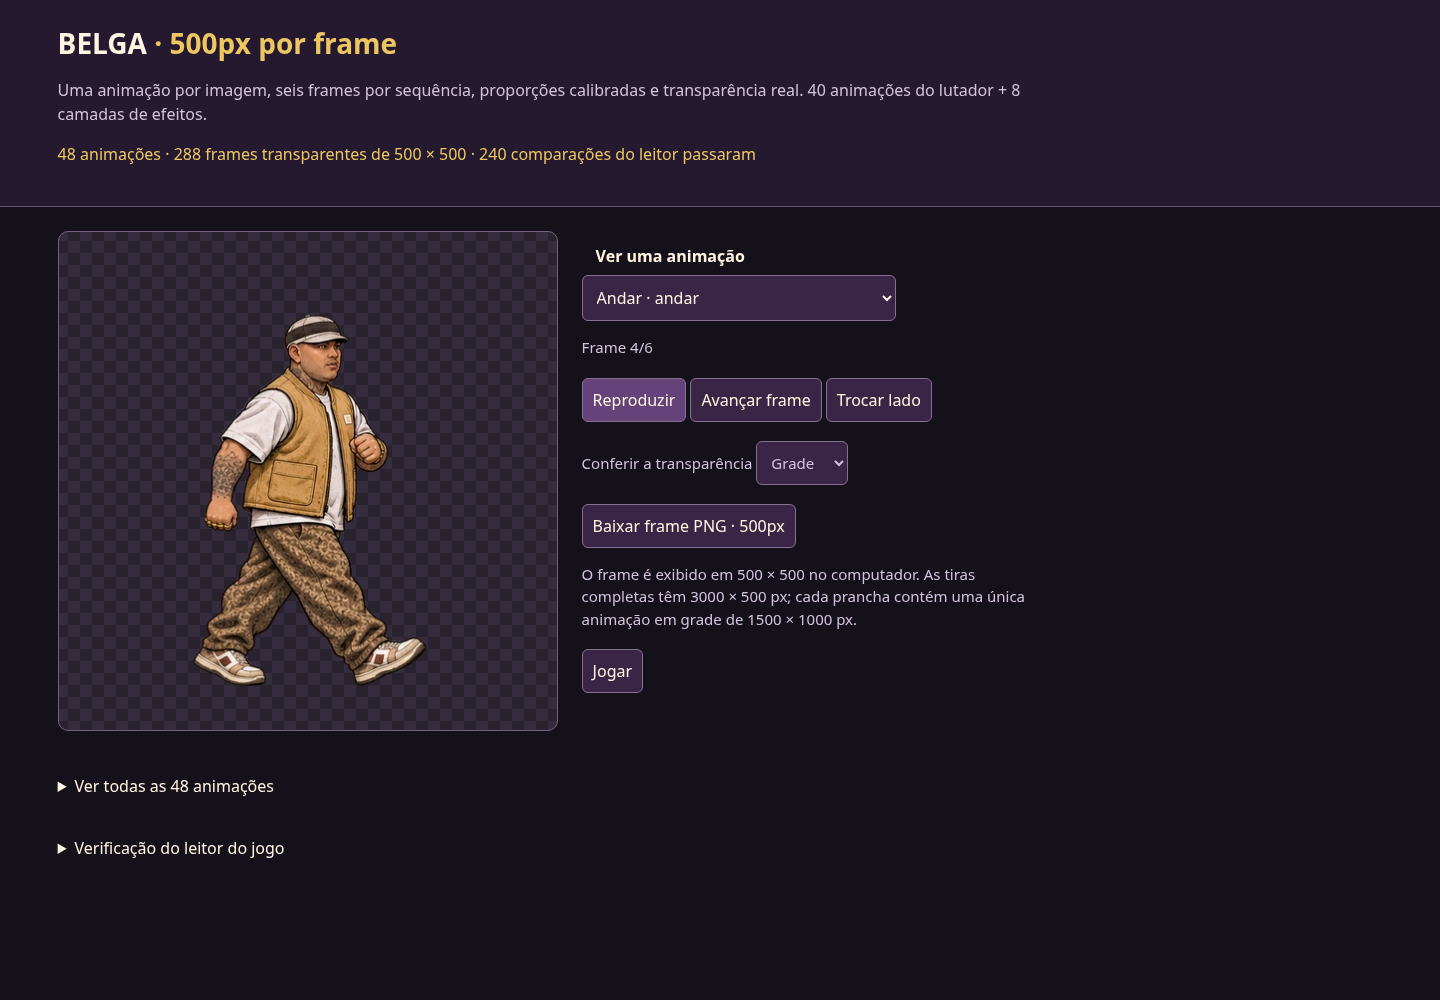 BELGA · 500px por frame
Uma animação por imagem, seis frames por sequência, proporções calibradas e transparência real. 40 animações do lutador + 8
camadas de efeitos.
48 animações · 288 frames transparentes de 500 × 500 · 240 comparações do leitor passaram
Ver uma animação
Andar · andar
Frame 4/6
Reproduzir
Avançar frame
Trocar lado
Conferir a transparência
Grade
Baixar frame PNG · 500px
O frame é exibido em 500 × 500 no computador. As tiras
completas têm 3000 × 500 px; cada prancha contém uma única
animação em grade de 1500 × 1000 px.
Jogar
Ver todas as 48 animações
Verificação do leitor do jogo